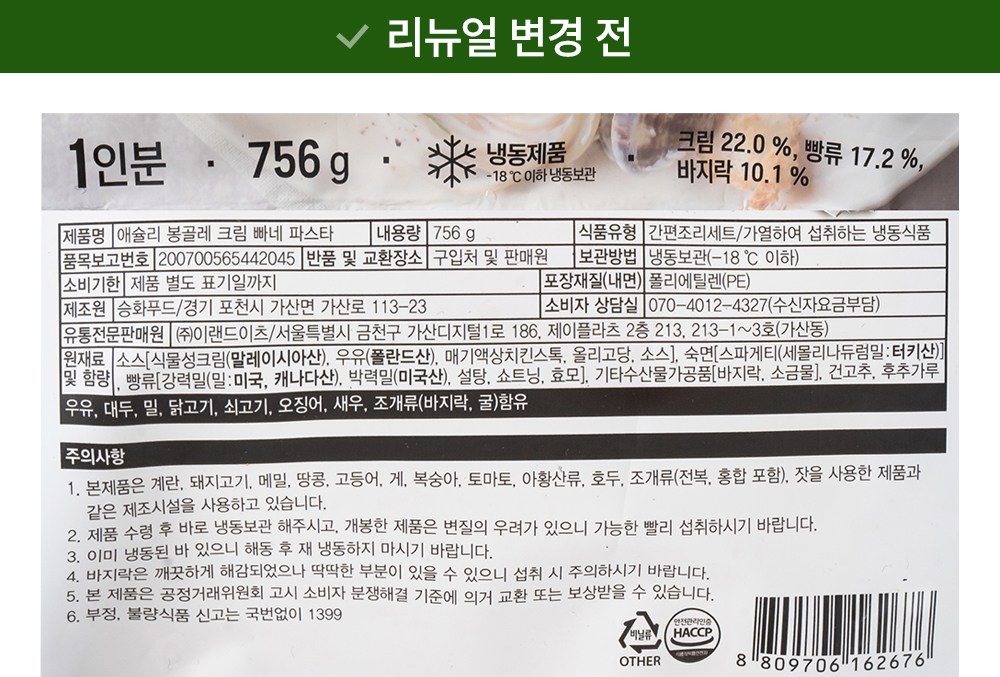 리뉴얼 변경 전
1인분 · 756 g · 냉동제품 -18 ℃ 이하 냉동보관 · 크림 22.0 %, 빵류 17.2 %,
바지락 10.1 %
제품명 애슐리 봉골레 크림 빠네 파스타 내용량 756 g 식품유형 간편조리세트/가열하여 섭취하는 냉동식품
품목보고번호 200700565442045 반품 및 교환장소 구입처 및 판매원 보관방법 냉동보관(-18 ℃ 이하)
소비기한 제품 별도 표기일까지 포장재질(내면) 폴리에틸렌(PE)
제조원 승화푸드/경기 포천시 가산면 가산로 113-23 소비자 상담실 070-4012-4327(수신자요금부담)
유통전문판매원 ㈜이랜드이츠/서울특별시 금천구 가산디지털1로 186, 제이플라츠 2층 213, 213-1~3호(가산동)
원재료 소스[식물성크림(말레이시아산), 우유(폴란드산), 매기액상치킨스톡, 올리고당, 소스], 숙면[스파게티(세몰리나듀럼밀:터키산)]
및 함량 , 빵류[강력밀(밀:미국, 캐나다산), 박력밀(미국산), 설탕, 쇼트닝, 효모], 기타수산물가공품[바지락, 소금물], 건고추, 후추가루
우유, 대두, 밀, 닭고기, 쇠고기, 오징어, 새우, 조개류(바지락, 굴)함유
주의사항
1. 본제품은 계란, 돼지고기, 메밀, 땅콩, 고등어, 게, 복숭아, 토마토, 아황산류, 호두, 조개류(전복, 홍합 포함), 잣을 사용한 제품과
같은 제조시설을 사용하고 있습니다.
2. 제품 수령 후 바로 냉동보관 해주시고, 개봉한 제품은 변질의 우려가 있으니 가능한 빨리 섭취하시기 바랍니다.
3. 이미 냉동된 바 있으니 해동 후 재 냉동하지 마시기 바랍니다.
4. 바지락은 깨끗하게 해감되었으나 딱딱한 부분이 있을 수 있으니 섭취 시 주의하시기 바랍니다.
5. 본 제품은 공정거래위원회 고시 소비자 분쟁해결 기준에 의거 교환 또는 보상받을 수 있습니다.
6. 부정, 불량식품 신고는 국번없이 1399
비닐류
OTHER
안전관리인증
HACCP
8 809706 162676